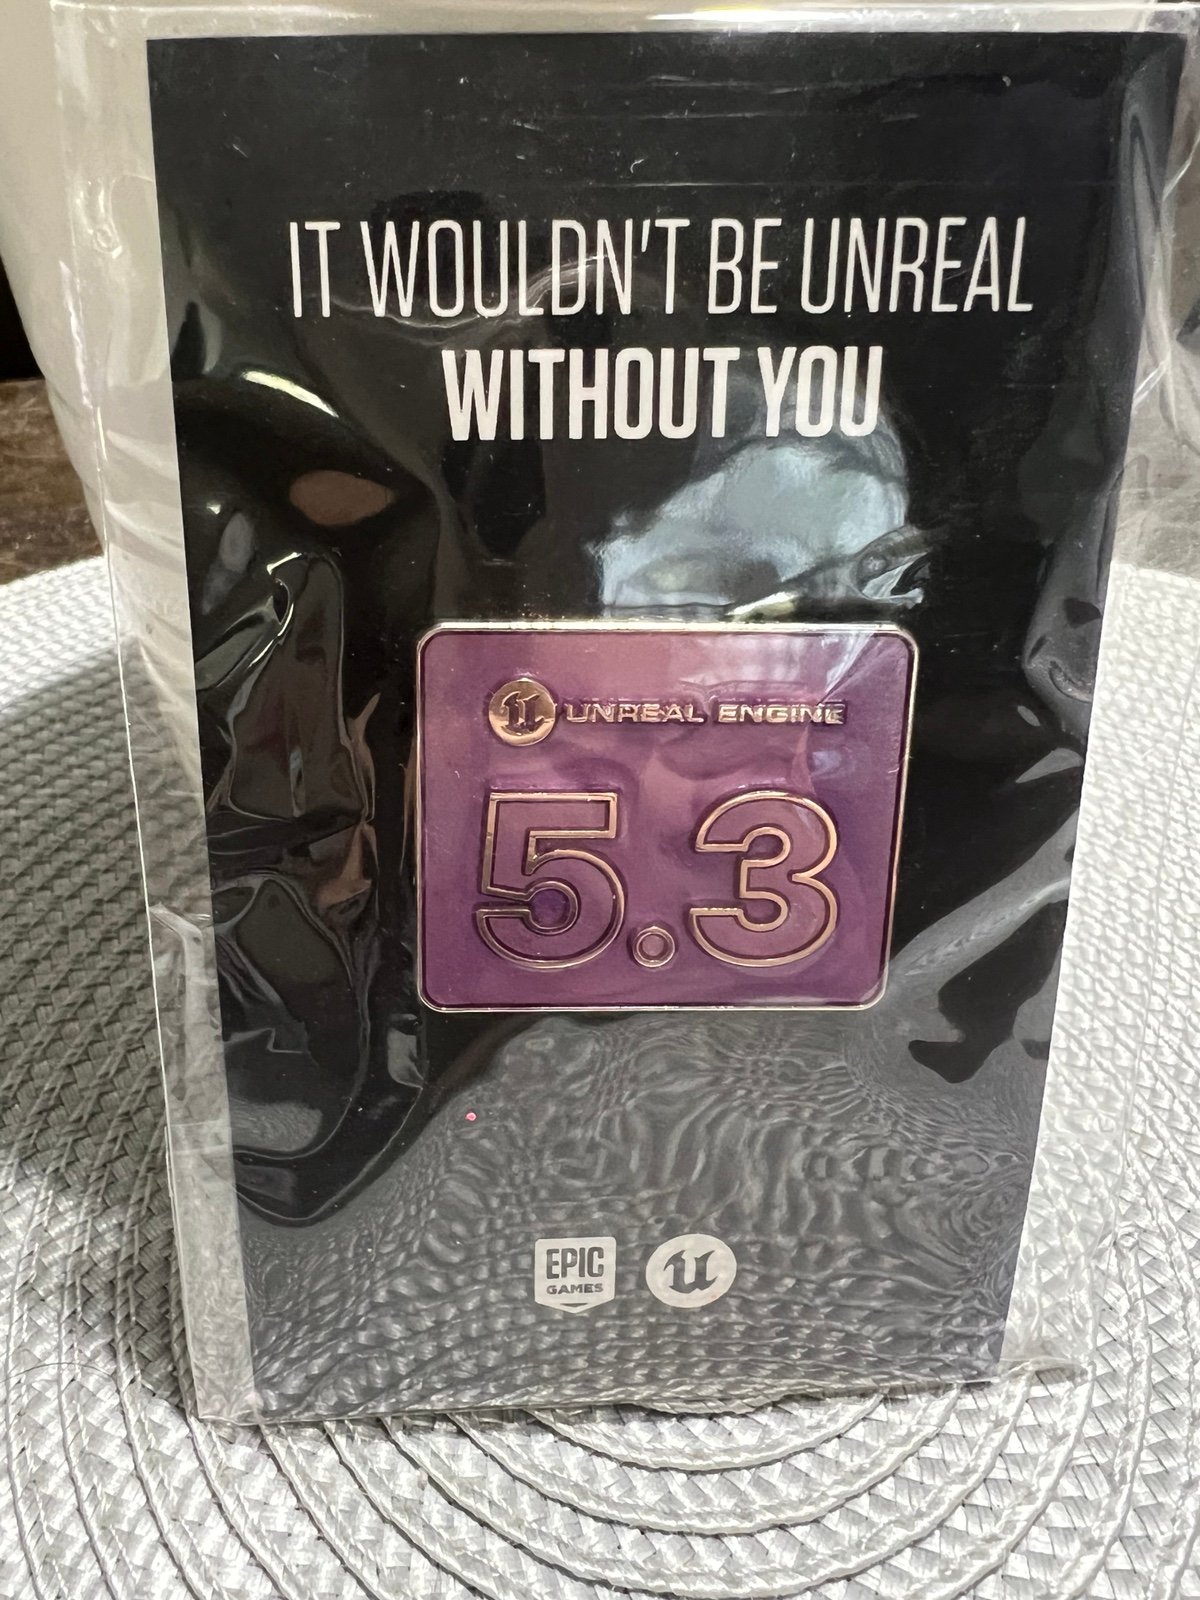 IT WOULDN'T BE UNREAL
WITHOUT YOU
UNREAL ENGINE
5.3
EPIC
GAMES